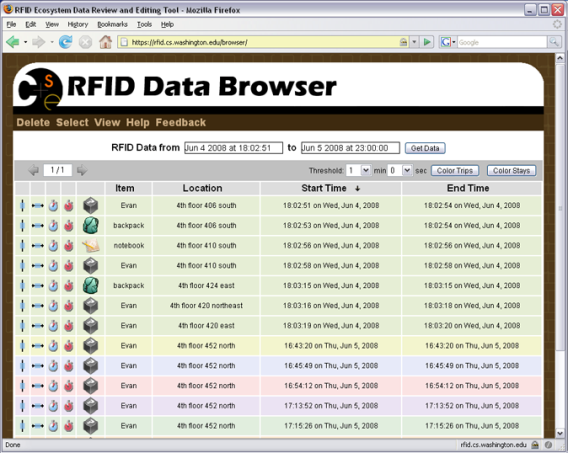 RFID Ecosystem Data Review and Editing Tool - Mozilla Firefox
File Edit View History Bookmarks Tools Help
https://rfid.cs.washington.edu/browser/ Google
cse RFID Data Browser
Delete Select View Help Feedback
RFID Data from Jun 4 2008 at 18:02:51 to Jun 5 2008 at 23:00:00 Get Data
1 / 1 Threshold: 1 min 0 sec Color Trips Color Stays
Item Location Start Time ↓ End Time
Evan 4th floor 406 south 18:02:51 on Wed, Jun 4, 2008 18:02:54 on Wed, Jun 4, 2008
backpack 4th floor 406 south 18:02:53 on Wed, Jun 4, 2008 18:02:54 on Wed, Jun 4, 2008
notebook 4th floor 410 south 18:02:56 on Wed, Jun 4, 2008 18:02:56 on Wed, Jun 4, 2008
Evan 4th floor 410 south 18:02:58 on Wed, Jun 4, 2008 18:02:58 on Wed, Jun 4, 2008
backpack 4th floor 424 east 18:03:15 on Wed, Jun 4, 2008 18:03:15 on Wed, Jun 4, 2008
Evan 4th floor 420 northeast 18:03:16 on Wed, Jun 4, 2008 18:03:18 on Wed, Jun 4, 2008
Evan 4th floor 420 east 18:03:19 on Wed, Jun 4, 2008 18:03:20 on Wed, Jun 4, 2008
Evan 4th floor 452 north 16:43:20 on Thu, Jun 5, 2008 16:43:20 on Thu, Jun 5, 2008
Evan 4th floor 452 north 16:45:49 on Thu, Jun 5, 2008 16:45:49 on Thu, Jun 5, 2008
Evan 4th floor 452 north 16:54:12 on Thu, Jun 5, 2008 16:54:12 on Thu, Jun 5, 2008
Evan 4th floor 452 north 17:13:52 on Thu, Jun 5, 2008 17:13:52 on Thu, Jun 5, 2008
Evan 4th floor 452 north 17:15:26 on Thu, Jun 5, 2008 17:15:26 on Thu, Jun 5, 2008
Done rfid.cs.washington.edu